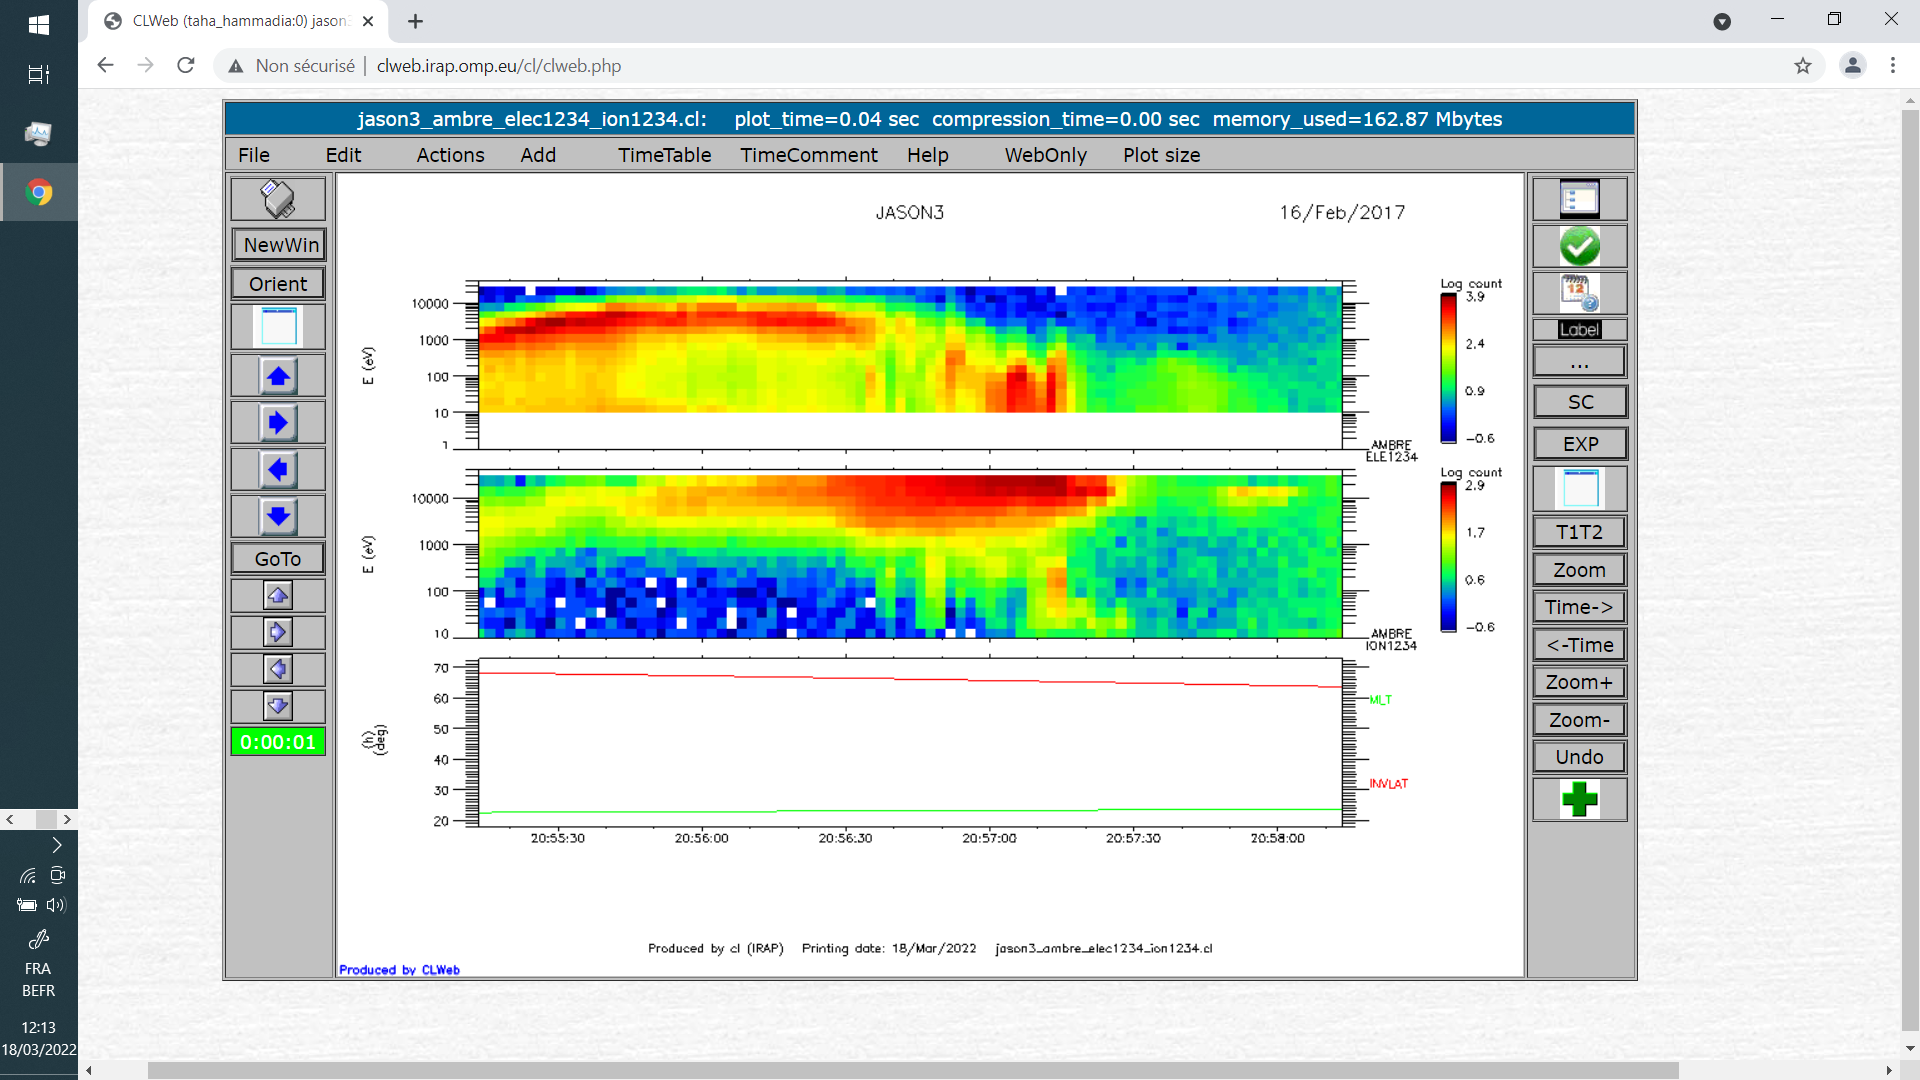 CLWeb (taha_hammadia:0) jason3
Non sécurisé | clweb.irap.omp.eu/cl/clweb.php
jason3_ambre_elec1234_ion1234.cl: plot_time=0.04 sec compression_time=0.00 sec memory_used=162.87 Mbytes
File Edit Actions Add TimeTable TimeComment Help WebOnly Plot size
NewWin
Orient
GoTo
0:00:01
JASON3 16/Feb/2017
10000
1000
100
10
1
E (eV)
Log count
3.9
2.4
0.9
-0.6
AMBRE
ELE1234
10000
1000
100
10
E (eV)
Log count
2.9
1.7
0.6
-0.6
AMBRE
ION1234
70
60
50
40
30
20
(h)
(deg)
MLT
INVLAT
20:55:30 20:56:00 20:56:30 20:57:00 20:57:30 20:58:00
Produced by cl (IRAP) Printing date: 18/Mar/2022 jason3_ambre_elec1234_ion1234.cl
Produced by CLWeb
12
Label
...
SC
EXP
T1T2
Zoom
Time->
<-Time
Zoom+
Zoom-
Undo
FRA
BEFR
12:13
18/03/2022